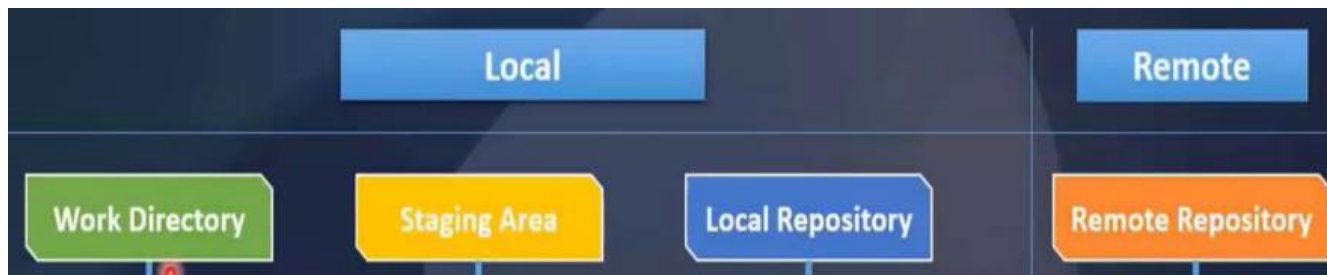 Local
Remote
Work Directory
Staging Area
Local Repository
Remote Repository